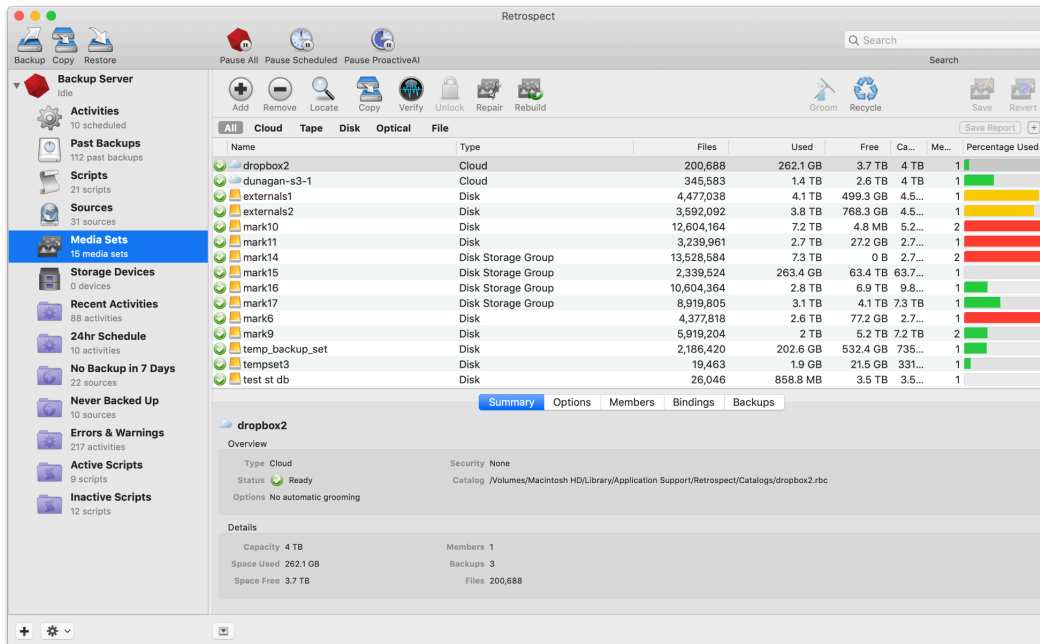 Retrospect
Backup Copy Restore Pause All Pause Scheduled Pause ProactiveAI Search
Search
Backup Server
Idle
Activities
10 scheduled
Past Backups
112 past backups
Scripts
21 scripts
Sources
31 sources
Media Sets
15 media sets
Storage Devices
0 devices
Recent Activities
88 activities
24hr Schedule
10 activities
No Backup in 7 Days
22 sources
Never Backed Up
10 sources
Errors & Warnings
217 activities
Active Scripts
9 scripts
Inactive Scripts
12 scripts
Add Remove Locate Copy Verify Unlock Repair Rebuild Groom Recycle Save Revert
All Cloud Tape Disk Optical File Save Report +
Name Type Files Used Free Ca... Me... Percentage Used
dropbox2 Cloud 200,688 262.1 GB 3.7 TB 4 TB 1
dunagan-s3-1 Cloud 345,583 1.4 TB 2.6 TB 4 TB 1
externals1 Disk 4,477,038 4.1 TB 499.3 GB 4.5... 1
externals2 Disk 3,592,092 3.8 TB 768.3 GB 4.5... 1
mark10 Disk 12,604,164 7.2 TB 4.8 MB 5.2... 2
mark11 Disk 3,239,961 2.7 TB 27.2 GB 2.7... 1
mark14 Disk Storage Group 13,528,584 7.3 TB 0 B 2.7... 2
mark15 Disk Storage Group 2,339,524 263.4 GB 63.4 TB 63.7... 1
mark16 Disk Storage Group 10,604,364 2.8 TB 6.9 TB 9.8... 1
mark17 Disk Storage Group 8,919,805 3.1 TB 4.1 TB 7.3 TB 1
mark6 Disk 4,377,818 2.6 TB 77.2 GB 2.7... 1
mark9 Disk 5,919,204 2 TB 5.2 TB 7.2 TB 2
temp_backup_set Disk 2,186,420 202.6 GB 532.4 GB 735... 1
tempset3 Disk 19,463 1.9 GB 21.5 GB 331... 1
test st db Disk 26,046 858.8 MB 3.5 TB 3.5... 1
Summary Options Members Bindings Backups
dropbox2
Overview
Type Cloud Security None
Status Ready Catalog /Volumes/Macintosh HD/Library/Application Support/Retrospect/Catalogs/dropbox2.rbc
Options No automatic grooming
Details
Capacity 4 TB Members 1
Space Used 262.1 GB Backups 3
Space Free 3.7 TB Files 200,688